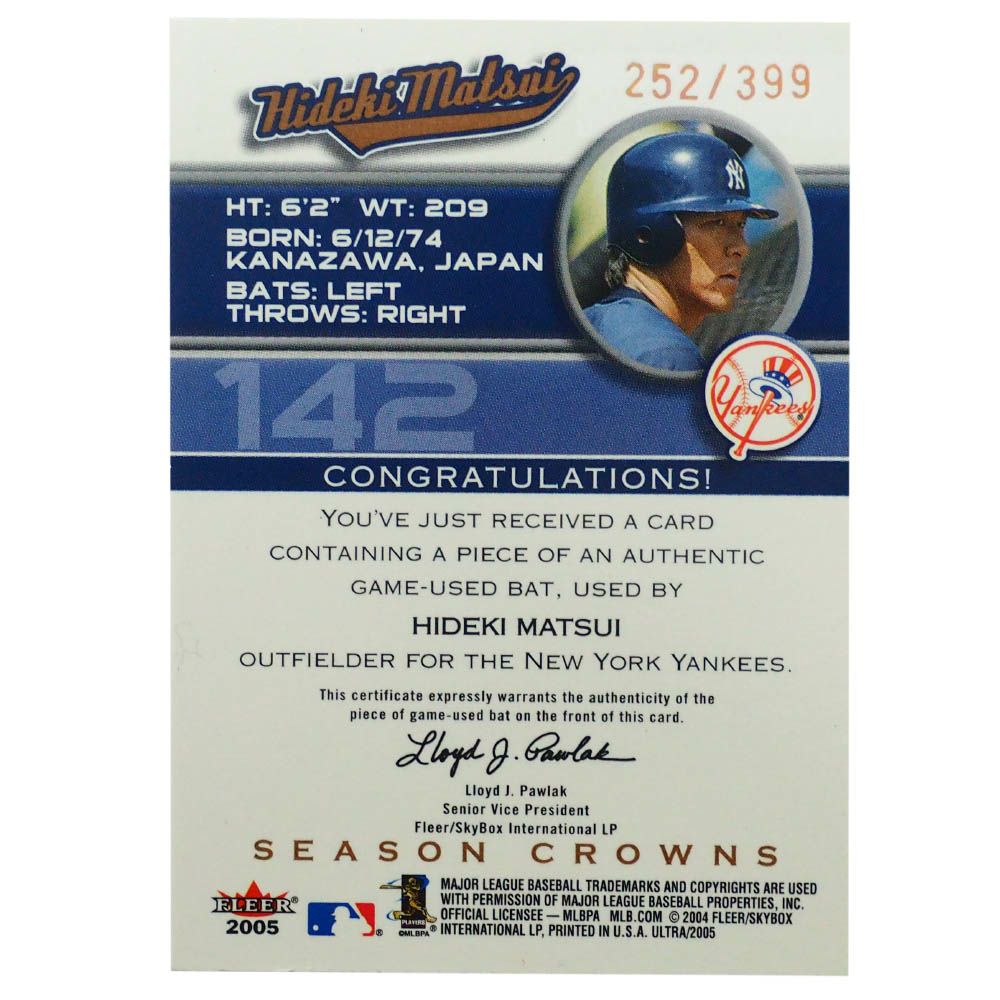 Hideki Matsui
252/399
HT: 6'2" WT: 209
BORN: 6/12/74
KANAZAWA, JAPAN
BATS: LEFT
THROWS: RIGHT
NY
Yankees
142
CONGRATULATIONS!
YOU'VE JUST RECEIVED A CARD
CONTAINING A PIECE OF AN AUTHENTIC
GAME-USED BAT, USED BY
HIDEKI MATSUI
OUTFIELDER FOR THE NEW YORK YANKEES.
This certificate expressly warrants the authenticity of the
piece of game-used bat on the front of this card.
Lloyd J. Pawlak
Lloyd J. Pawlak
Senior Vice President
Fleer/SkyBox International LP
SEASON CROWNS
FLEER
2005
PLAYERS
©MLBPA
MAJOR LEAGUE BASEBALL TRADEMARKS AND COPYRIGHTS ARE USED
WITH PERMISSION OF MAJOR LEAGUE BASEBALL PROPERTIES, INC.
OFFICIAL LICENSEE — MLBPA MLB.COM © 2004 FLEER/SKYBOX
INTERNATIONAL LP, PRINTED IN U.S.A. ULTRA/2005